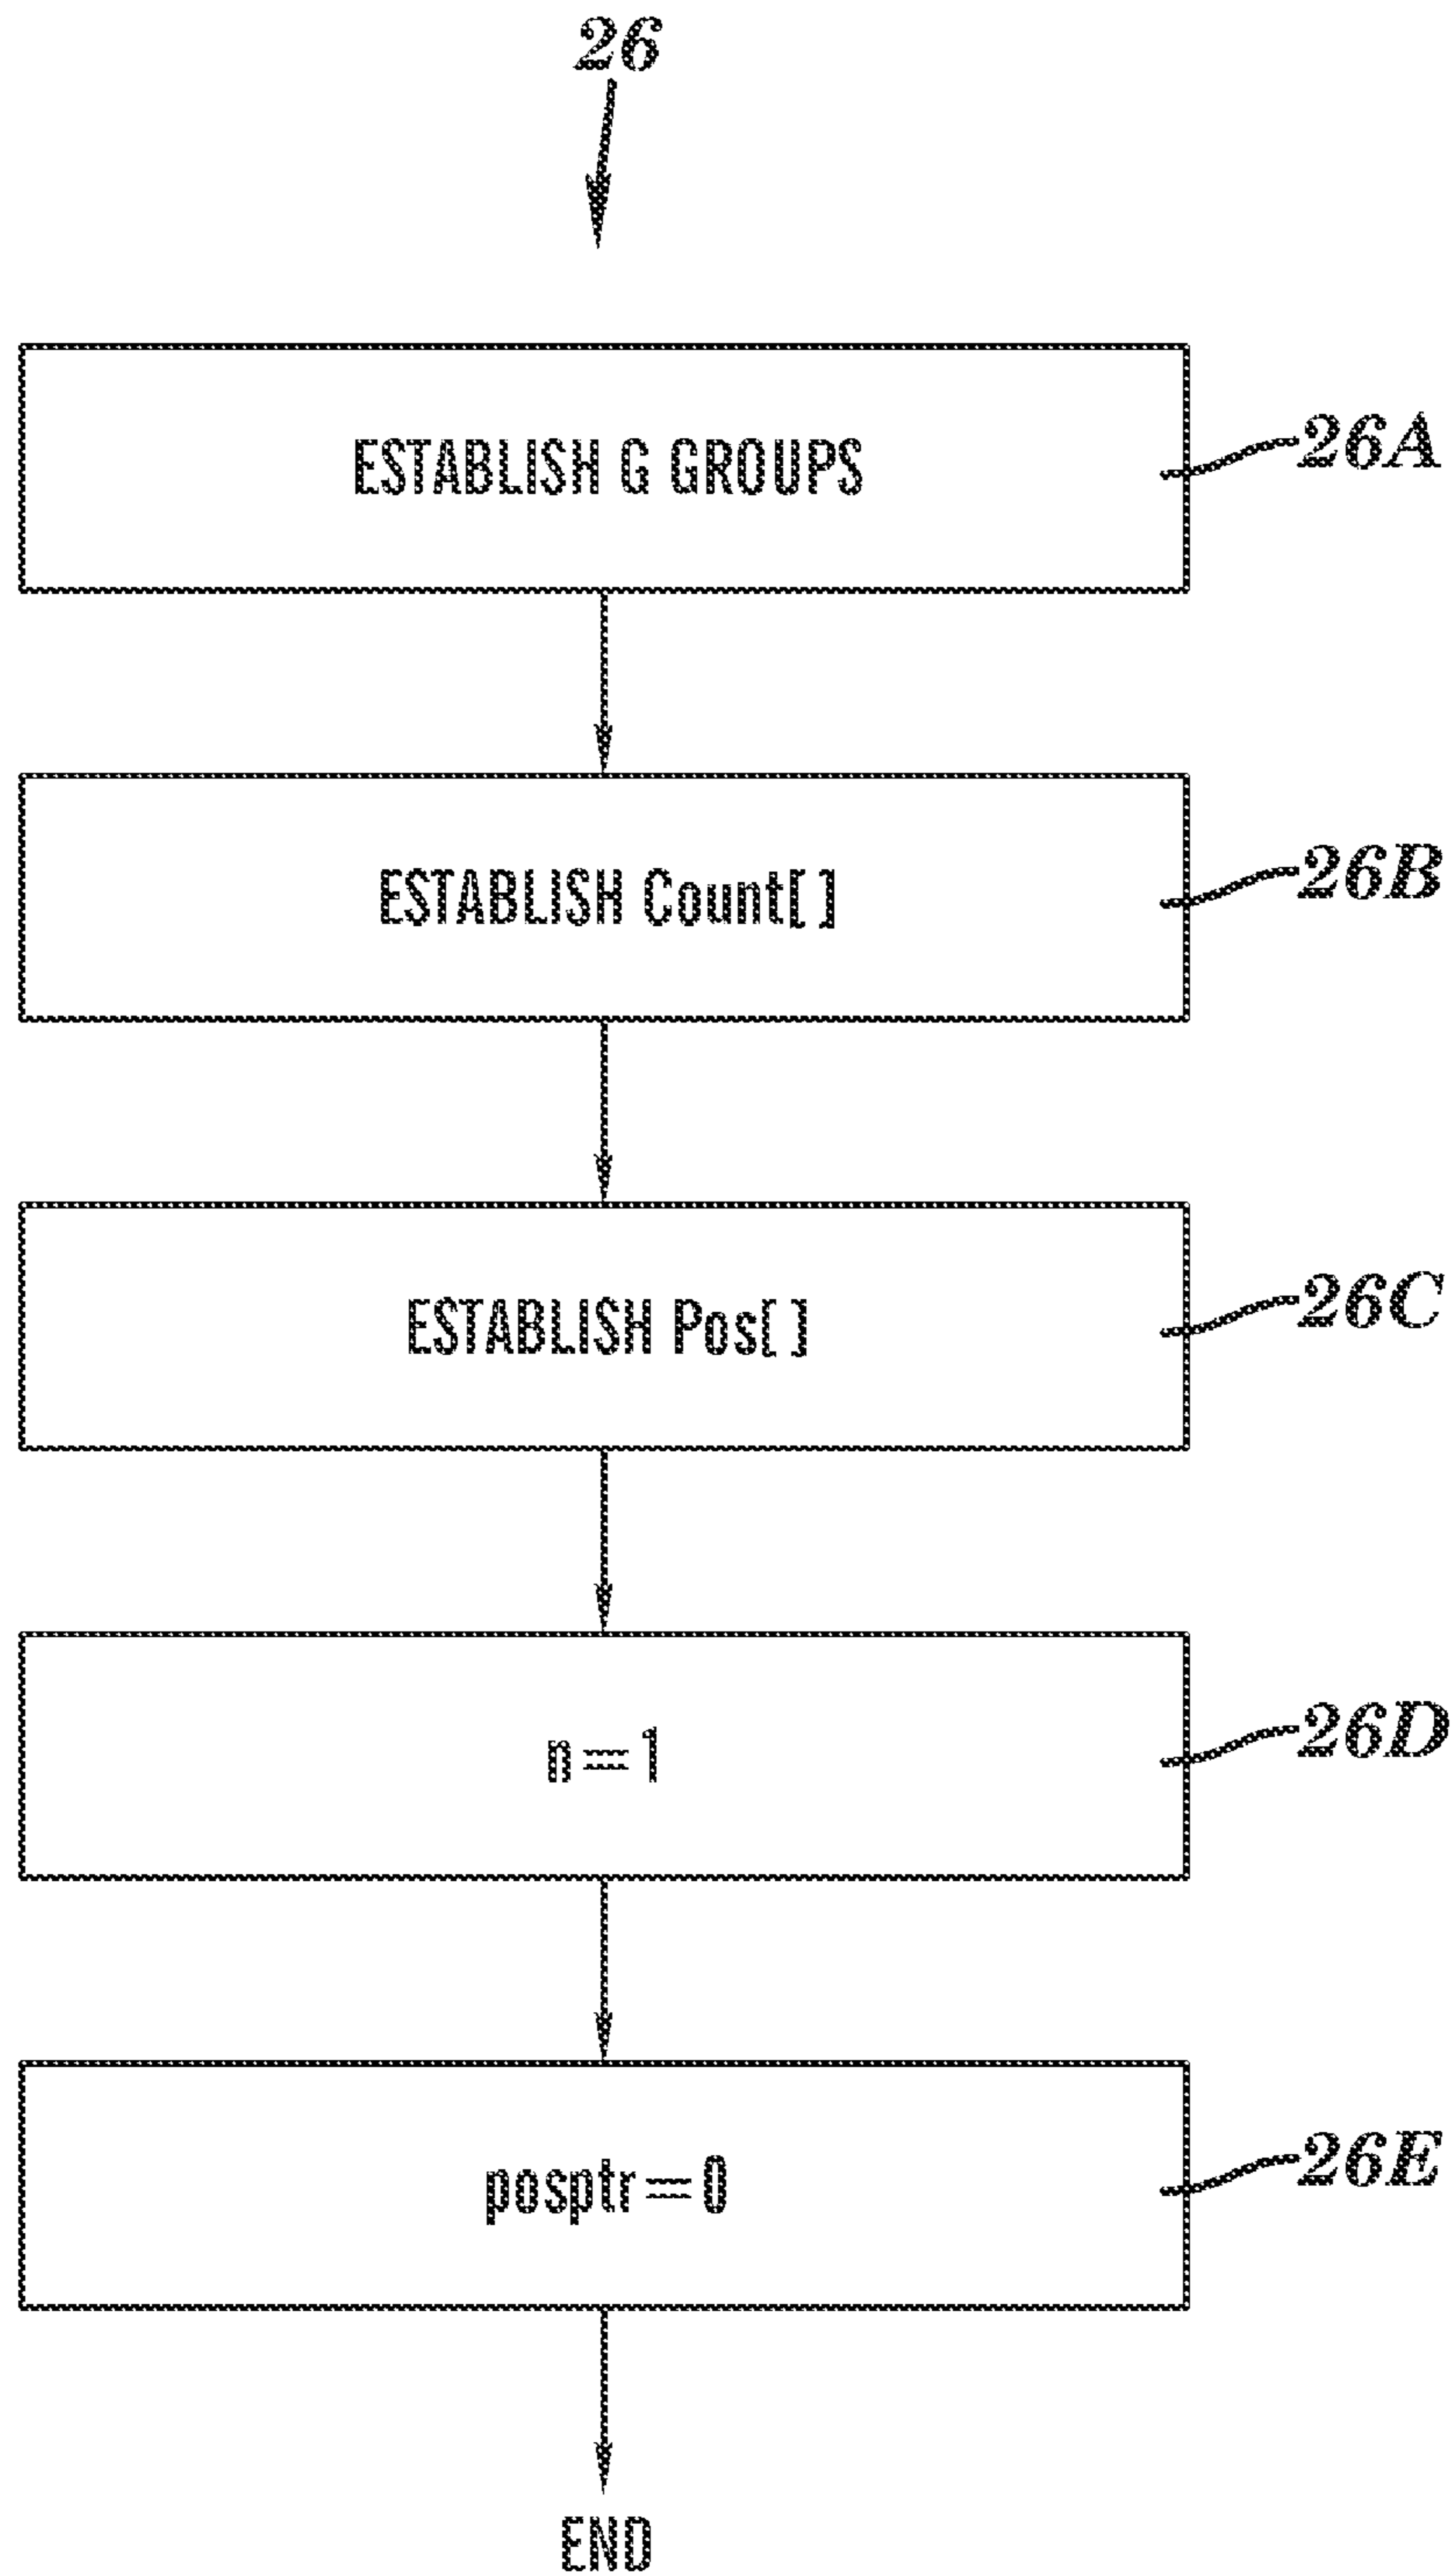 26
ESTABLISH G GROUPS
26A
ESTABLISH Count[ ]
26B
ESTABLISH Pos[ ]
26C
n=1
26D
posptr=0
26E
END